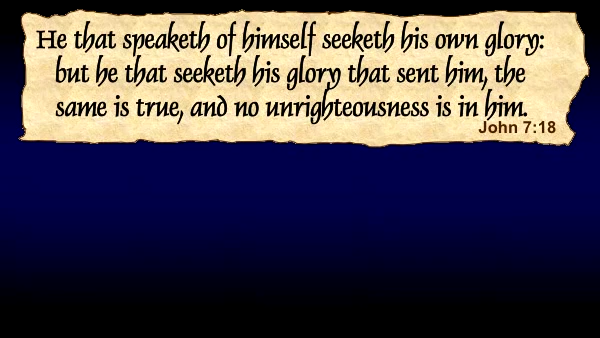 He that speaketh of himself seeketh his own glory:
but he that seeketh his glory that sent him, the
same is true, and no unrighteousness is in him.
John 7:18